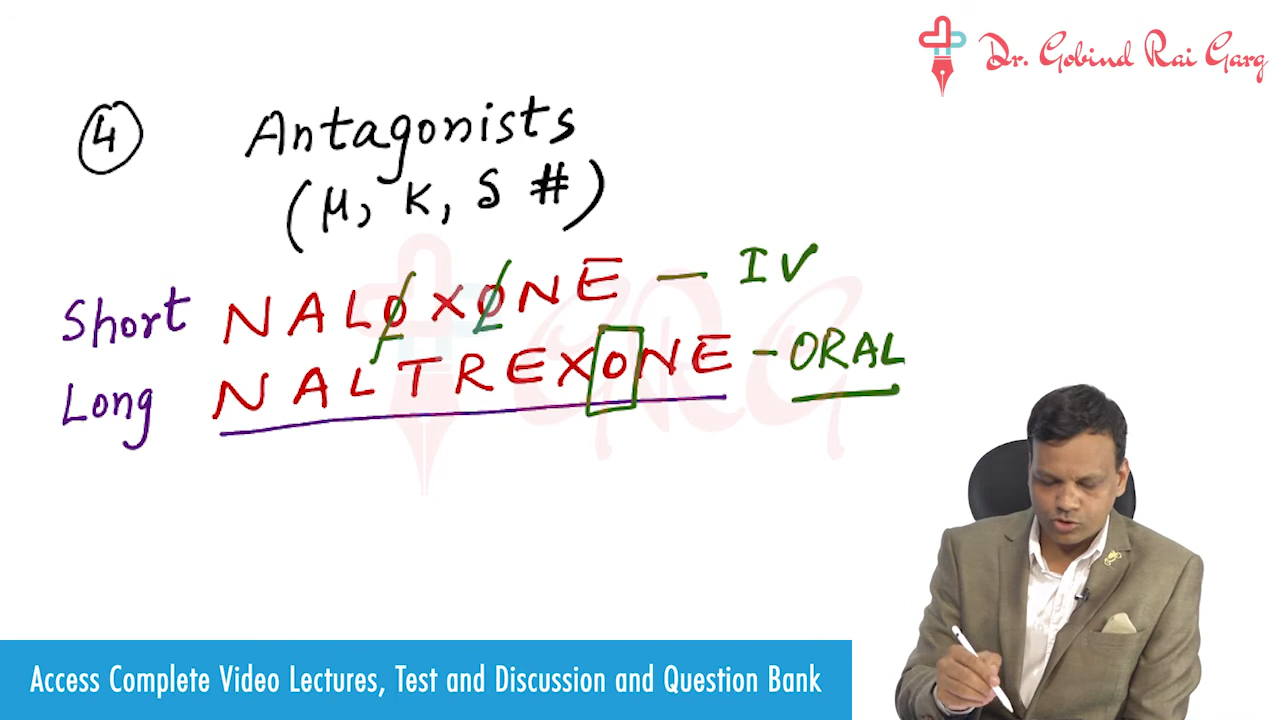 Dr. Gobind Rai Garg
4 Antagonists
(μ, κ, δ #)
Short NALOXONE — IV
Long NALTREXONE - ORAL
GRG
Access Complete Video Lectures, Test and Discussion and Question Bank